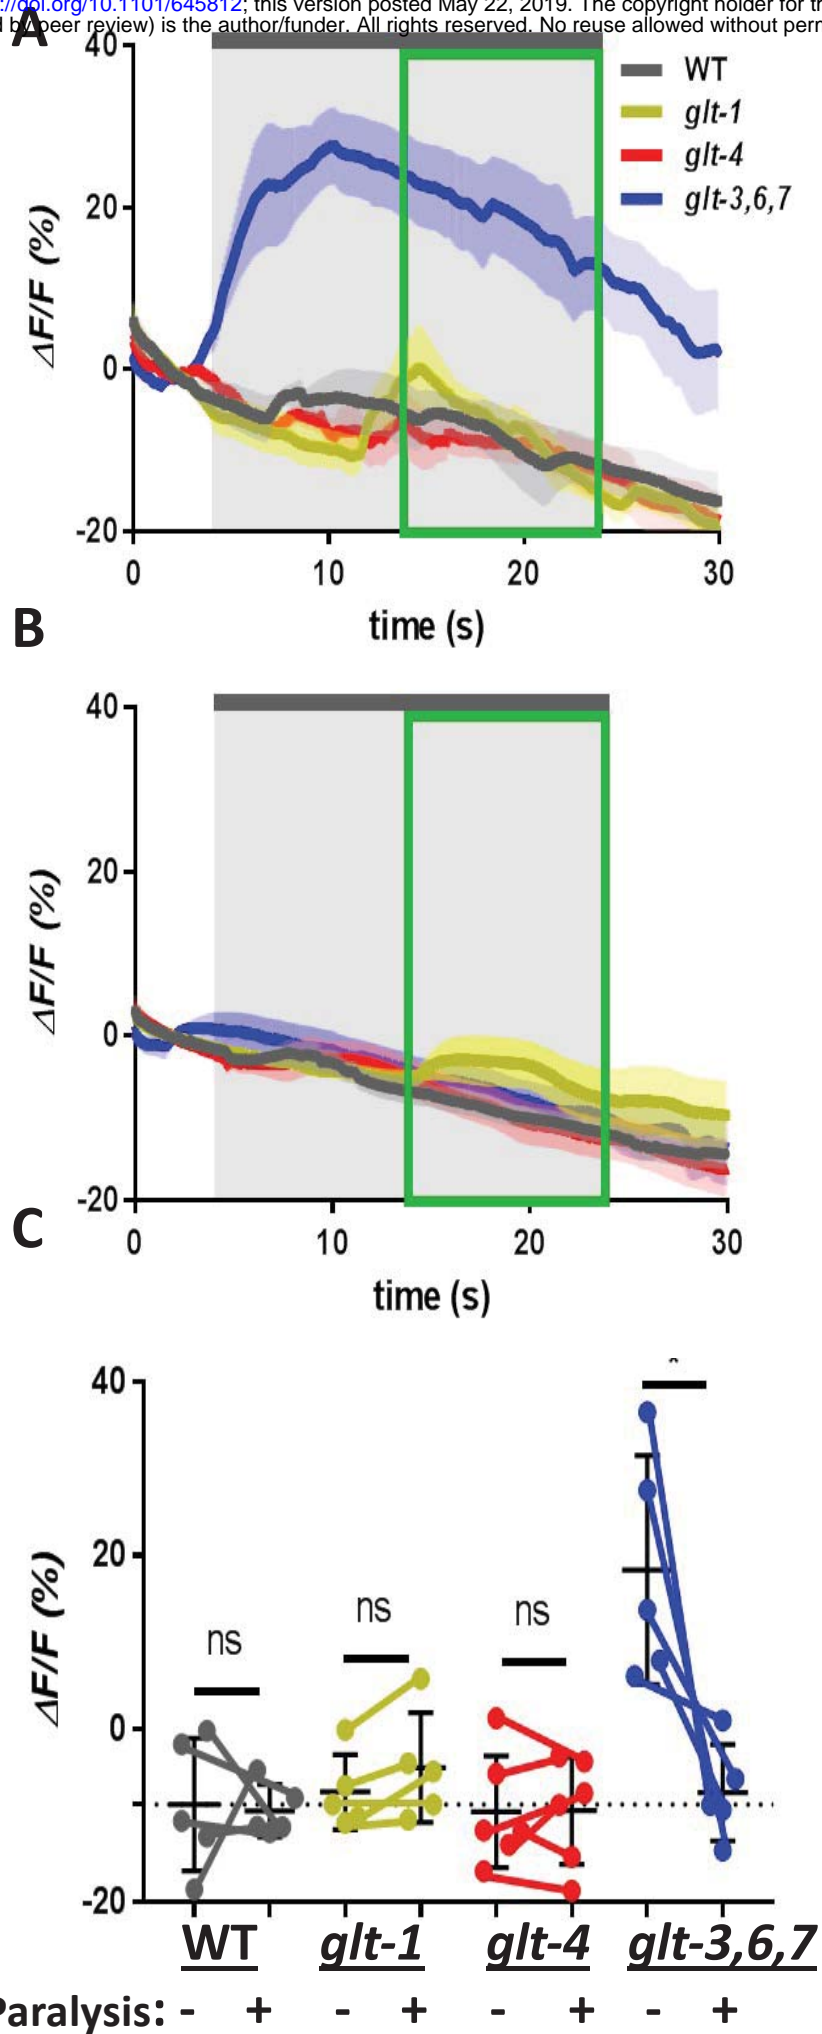 ://doi.org/10.1101/645812; this version posted May 22, 2019. The copyright holder for
d by peer review) is the author/funder. All rights reserved. No reuse allowed without
A
40
20
0
-20
ΔF/F (%)
WT
glt-1
glt-4
glt-3,6,7
0 10 20 30
time (s)
B
40
20
0
-20
ΔF/F (%)
0 10 20 30
time (s)
C
40
20
0
-20
ΔF/F (%)
ns ns ns *
WT glt-1 glt-4 glt-3,6,7
Paralysis: - + - + - + - +